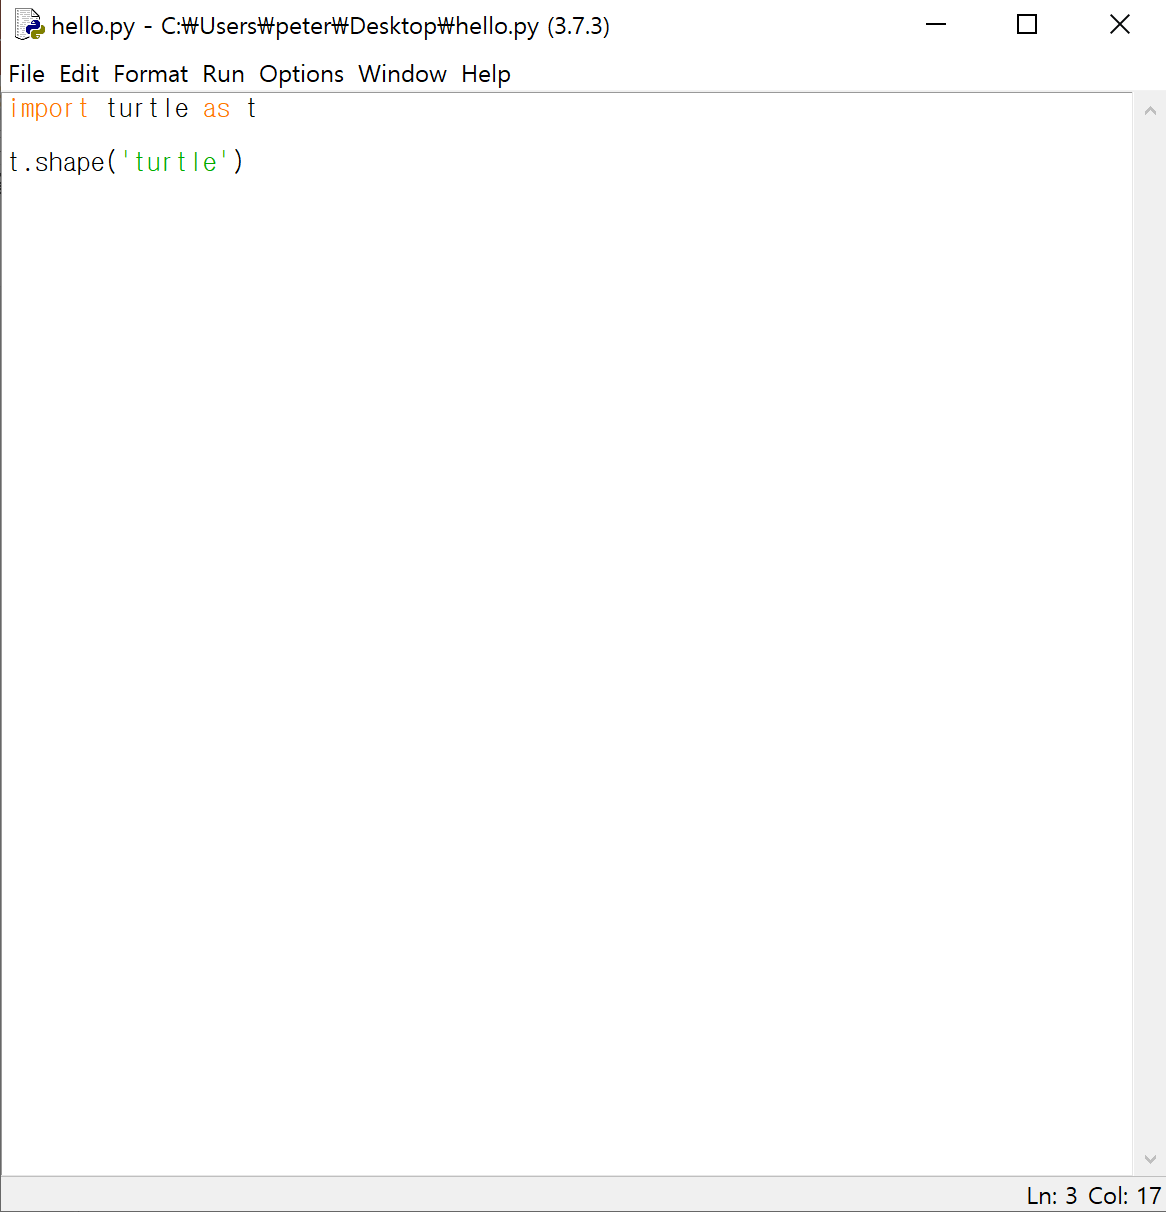 hello.py - C:₩Users₩peter₩Desktop₩hello.py (3.7.3)
File Edit Format Run Options Window Help
import turtle as t
t.shape('turtle')
Ln: 3 Col: 17